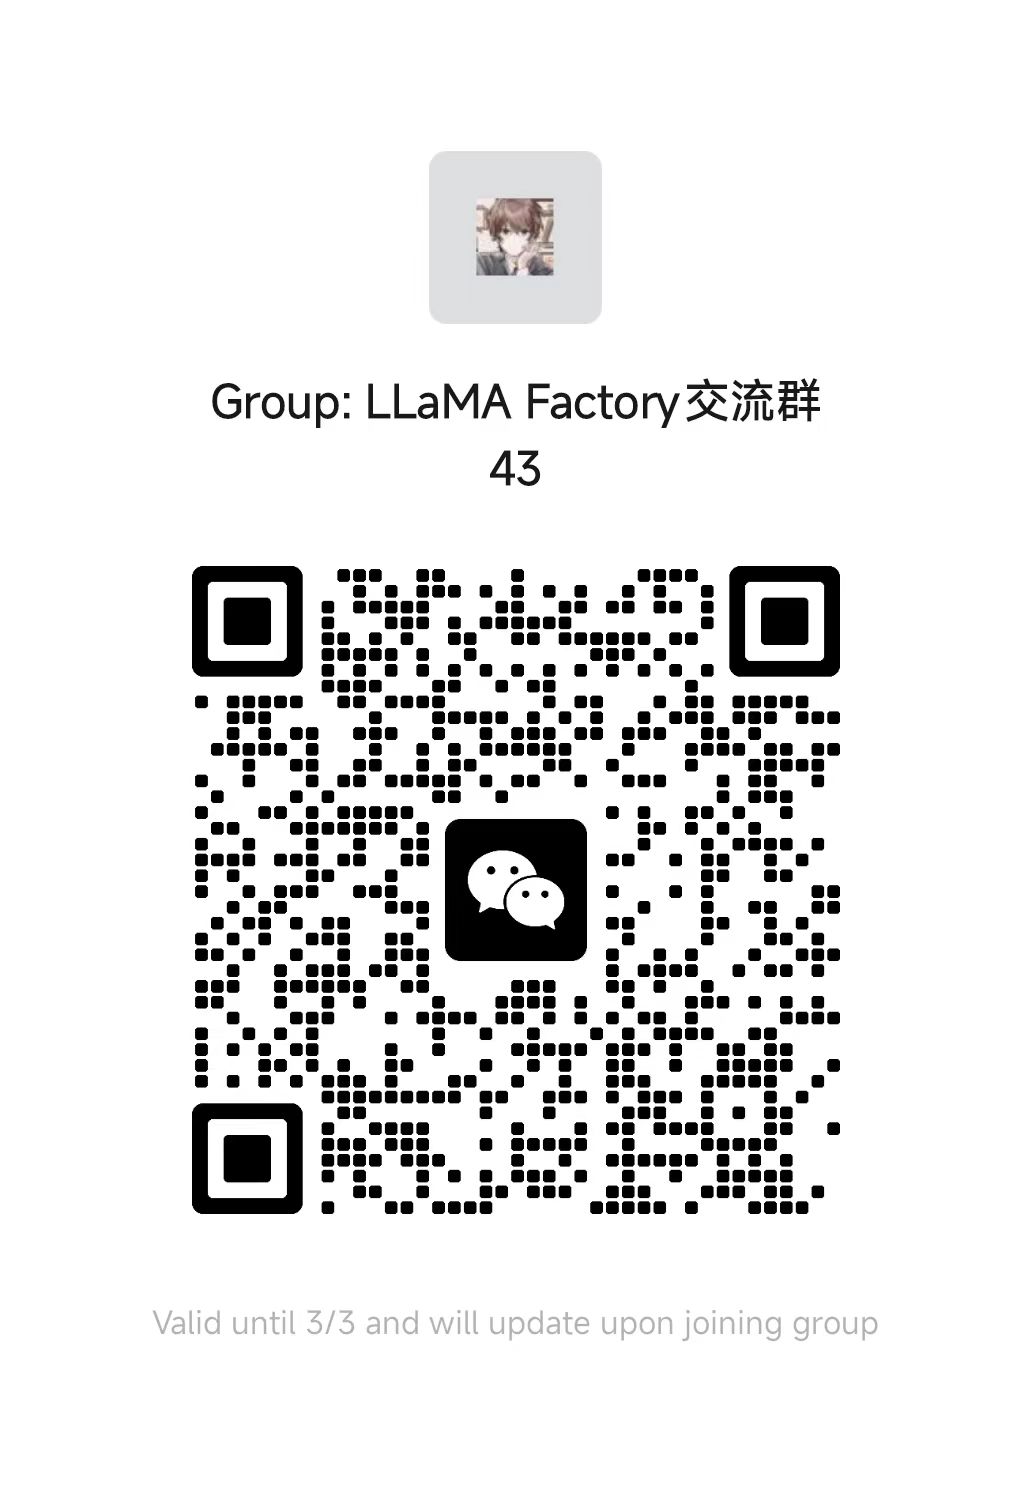 Group: LLaMA Factory交流群
43
Valid until 3/3 and will update upon joining group